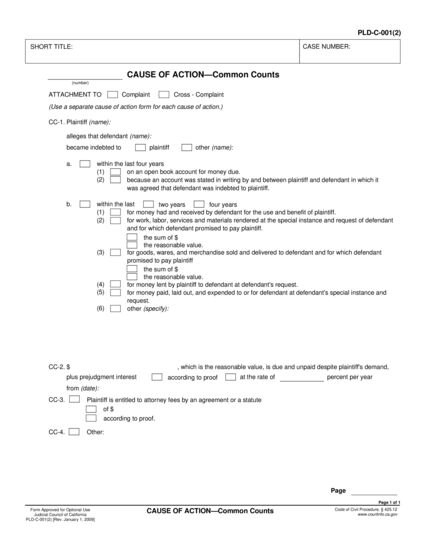 PLD-C-001(2)
SHORT TITLE:
CASE NUMBER:
CAUSE OF ACTION—Common Counts
(number)
ATTACHMENT TO Complaint Cross - Complaint
(Use a separate cause of action form for each cause of action.)
CC-1. Plaintiff (name):
alleges that defendant (name):
became indebted to plaintiff other (name):
a. within the last four years
(1) on an open book account for money due.
(2) because an account was stated in writing by and between plaintiff and defendant in which it
was agreed that defendant was indebted to plaintiff.
b. within the last two years four years
(1) for money had and received by defendant for the use and benefit of plaintiff.
(2) for work, labor, services and materials rendered at the special instance and request of defendant
and for which defendant promised to pay plaintiff.
the sum of $
the reasonable value.
(3) for goods, wares, and merchandise sold and delivered to defendant and for which defendant
promised to pay plaintiff
the sum of $
the reasonable value.
(4) for money lent by plaintiff to defendant at defendant's request.
(5) for money paid, laid out, and expended to or for defendant at defendant's special instance and
request.
(6) other (specify):
CC-2. $ , which is the reasonable value, is due and unpaid despite plaintiff's demand,
plus prejudgment interest according to proof at the rate of percent per year
from (date):
CC-3. Plaintiff is entitled to attorney fees by an agreement or a statute
of $
according to proof.
CC-4. Other:
Page
Page 1 of 1
Form Approved for Optional Use
Judicial Council of California
PLD-C-001(2) [Rev. January 1, 2009]
CAUSE OF ACTION—Common Counts
Code of Civil Procedure, § 425.12
www.courtinfo.ca.gov